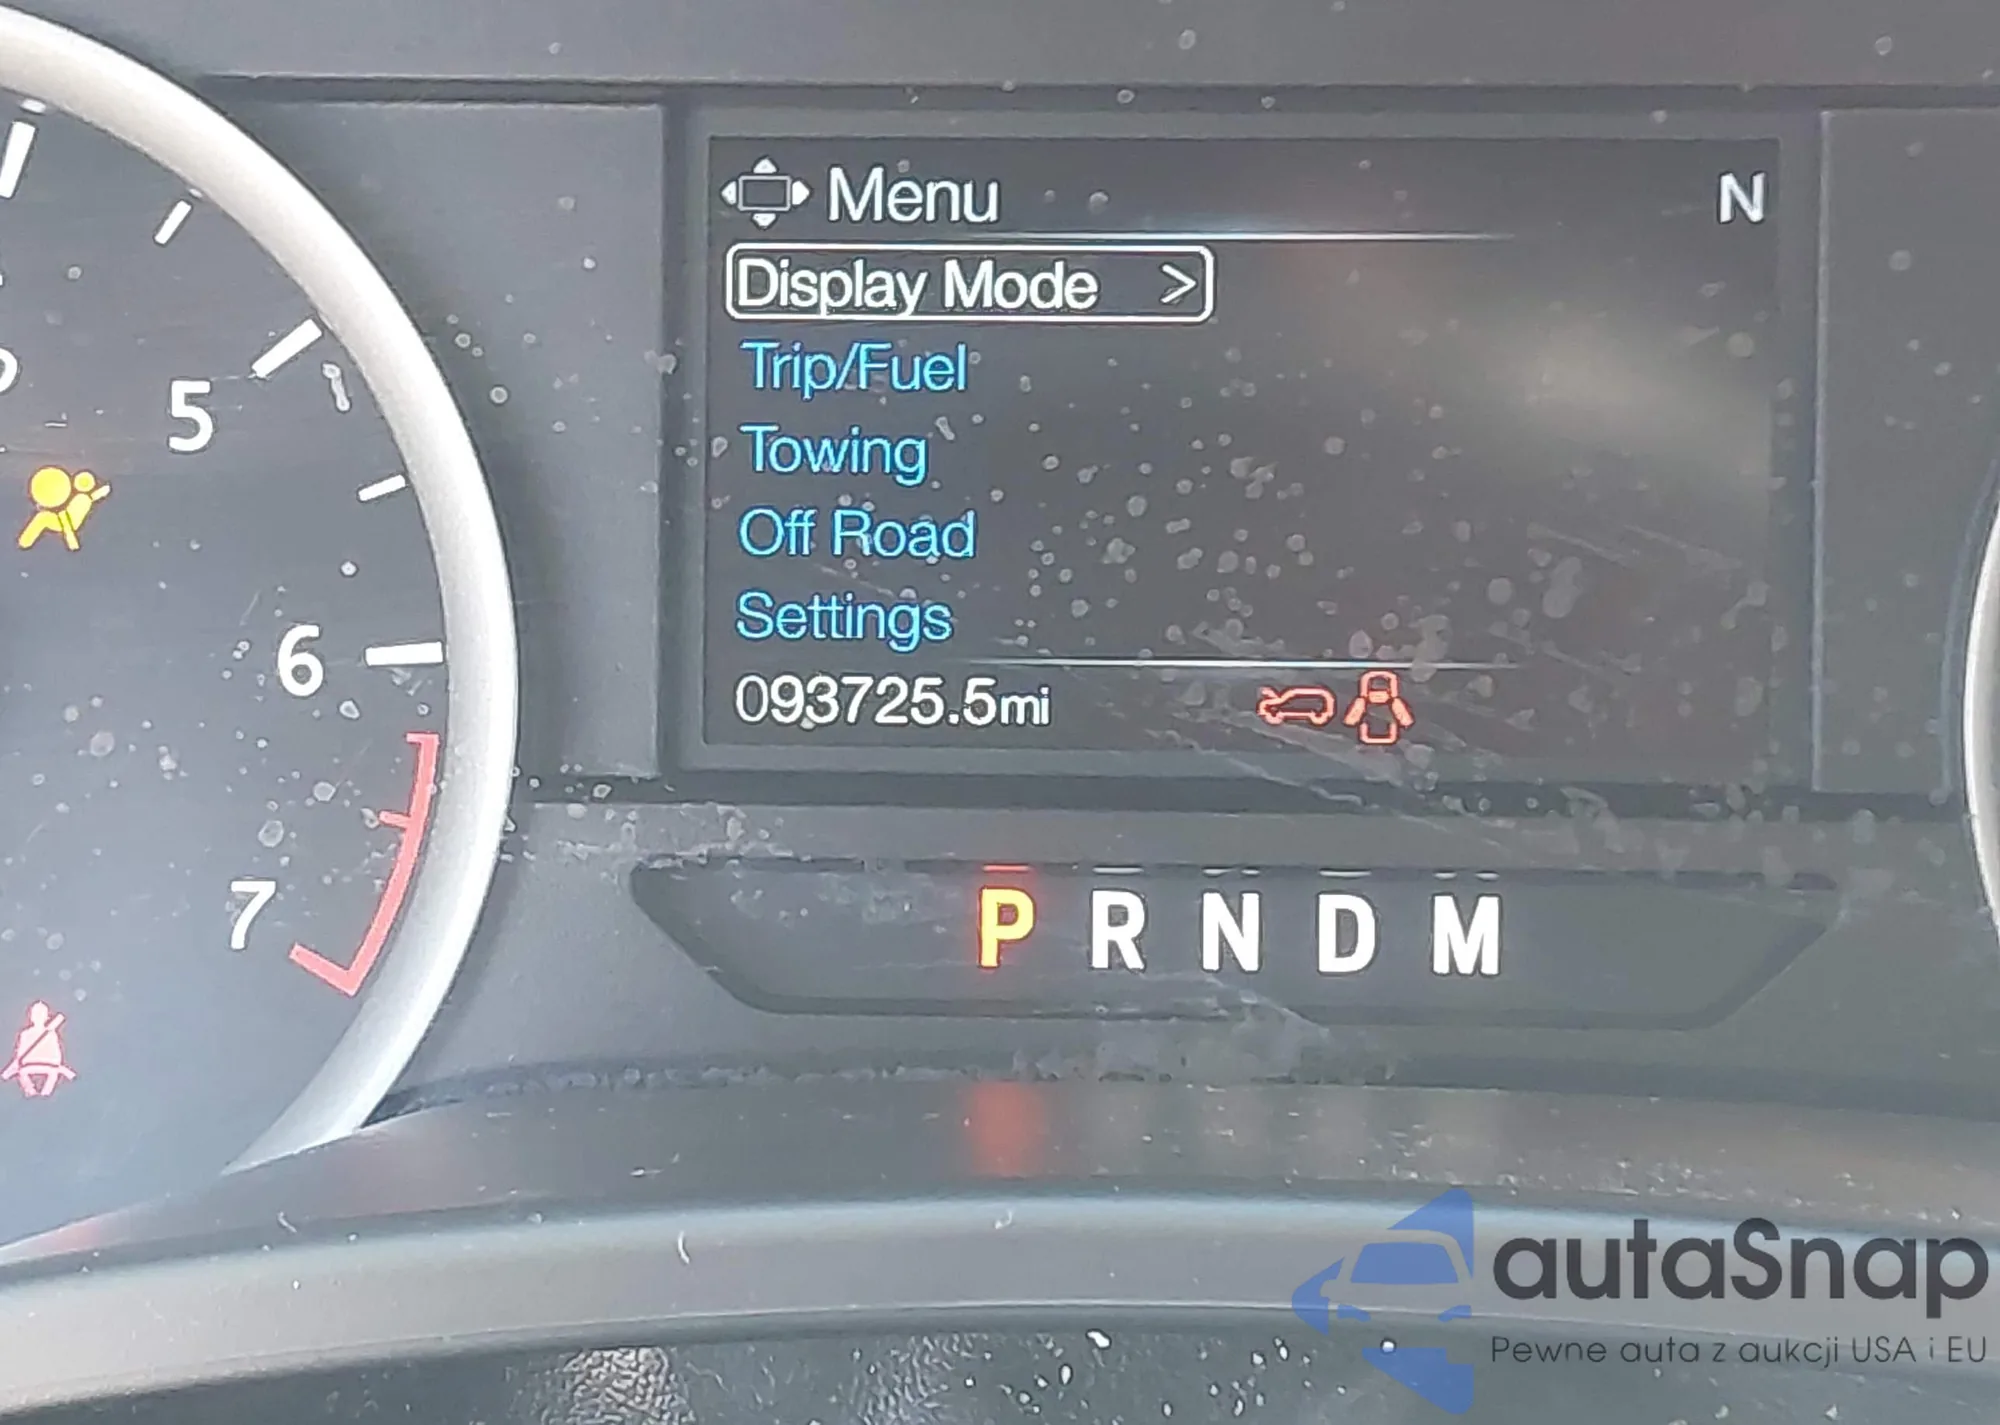 Menu N
Display Mode >
Trip/Fuel
Towing
Off Road
Settings
093725.5mi
5
6
7
P R N D M
autaSnap
Pewne auta z aukcji USA i EU